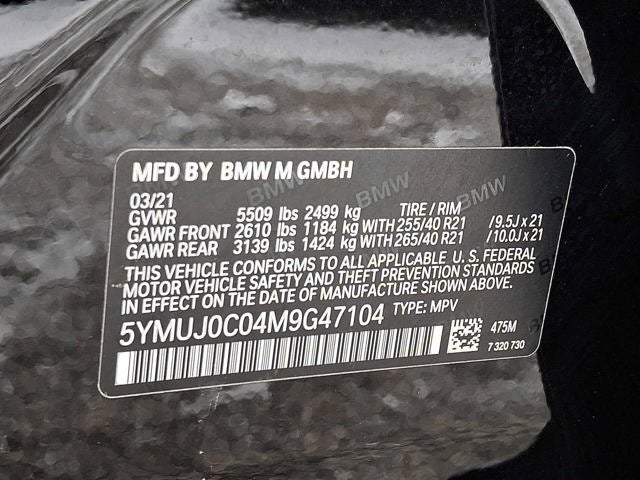 MFD BY BMW M GMBH
03/21
GVWR 5509 lbs 2499 kg TIRE / RIM
GAWR FRONT 2610 lbs 1184 kg WITH 255/40 R21 /9.5J x 21
GAWR REAR 3139 lbs 1424 kg WITH 265/40 R21 /10.0J x 21
THIS VEHICLE CONFORMS TO ALL APPLICABLE U.S. FEDERAL
MOTOR VEHICLE SAFETY AND THEFT PREVENTION STANDARDS
IN EFFECT ON THE DATE OF MANUFACTURE SHOWN ABOVE.
5YMUJ0C04M9G47104 TYPE: MPV
475M
7 320 730
BMW
BMW
BMW